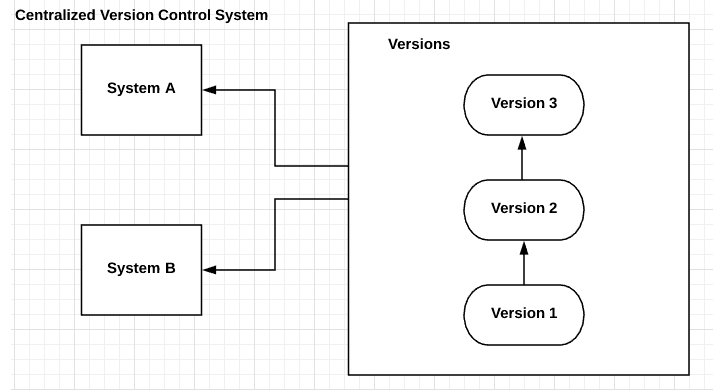 Centralized Version Control System
Versions
System A
Version 3
Version 2
System B
Version 1